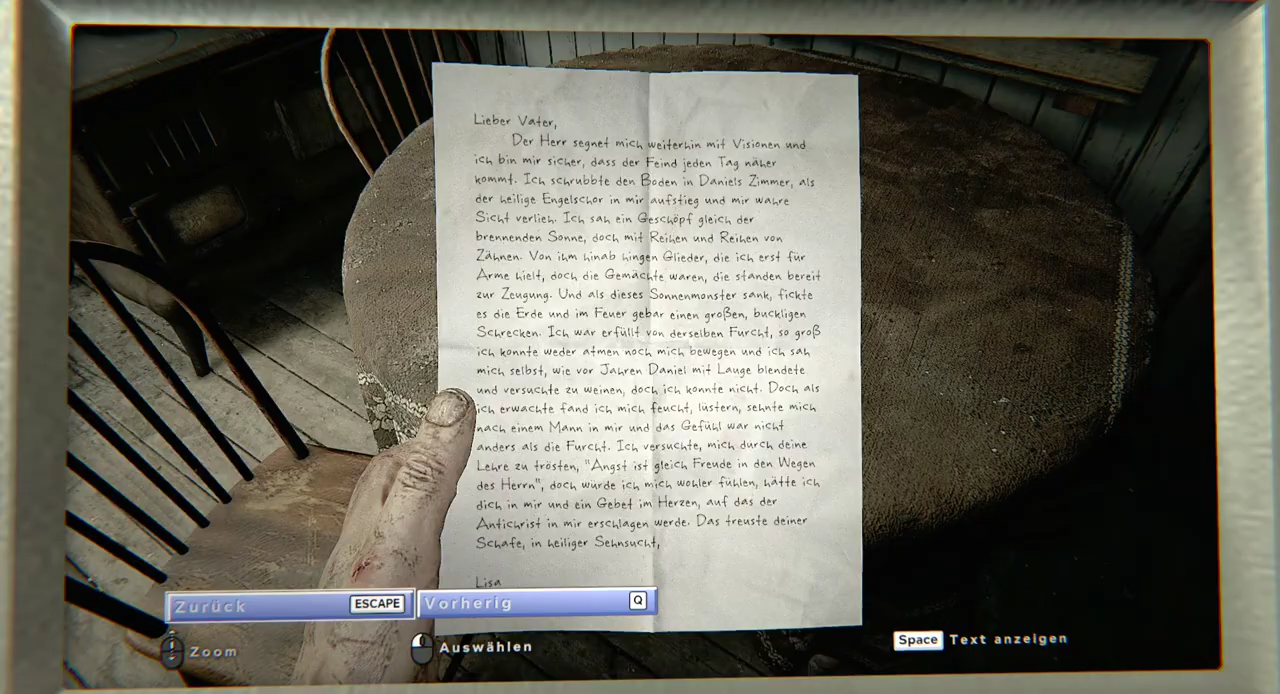 Lieber Vater,
Der Herr segnet mich weiterhin mit Visionen und
ich bin mir sicher, dass der Feind jeden Tag näher
kommt. Ich schrubbte den Boden in Daniels Zimmer, als
der heilige Engelschor in mir aufstieg und mir wahre
Sicht verlieh. Ich sah ein Geschöpf gleich der
brennenden Sonne, doch mit Reihen und Reihen von
Zähnen. Von ihm hinab hingen Glieder, die ich erst für
Arme hielt, doch die Gemächte waren, die standen bereit
zur Zeugung. Und als dieses Sonnenmonster sank, fickte
es die Erde und im Feuer gebar einen großen, buckligen
Schrecken. Ich war erfüllt von derselben Furcht, so groß
ich konnte weder atmen noch mich bewegen und ich sah
mich selbst, wie vor Jahren Daniel mit Lauge blendete
und versuchte zu weinen, doch ich konnte nicht. Doch als
ich erwachte fand ich mich feucht, lüstern, sehnte mich
nach einem Mann in mir und das Gefühl war nicht
anders als die Furcht. Ich versuchte, mich durch deine
Lehre zu trösten, "Angst ist gleich Freude in den Wegen
des Herrn", doch würde ich mich wohler fühlen, hätte ich
dich in mir und ein Gebet im Herzen, auf das der
Antichrist in mir erschlagen werde. Das treuste deiner
Schafe, in heiliger Sehnsucht,
Lisa
Zurück ESCAPE Vorherig Q
Zoom Auswählen Space Text anzeigen